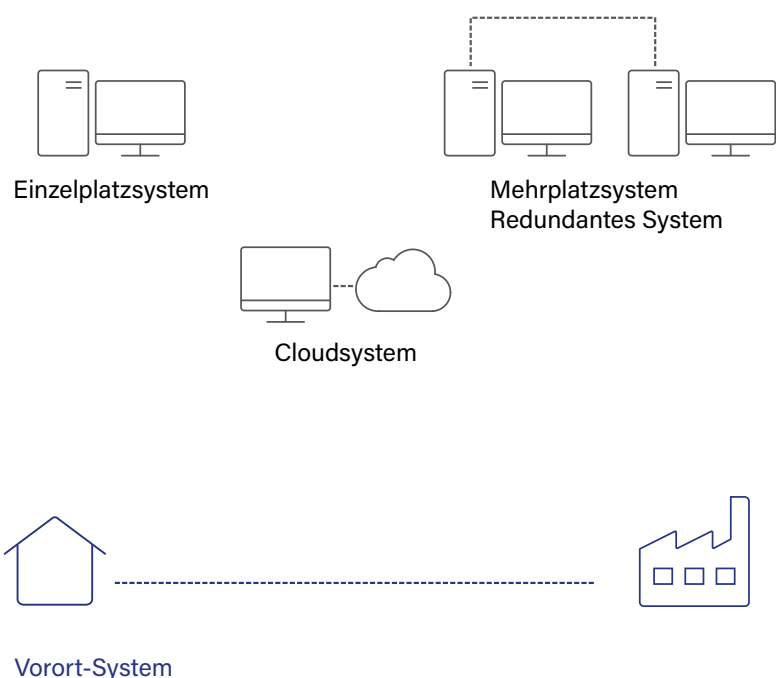 Einzelplatzsystem
Mehrplatzsystem
Redundantes System
Cloudsystem
Vorort-System